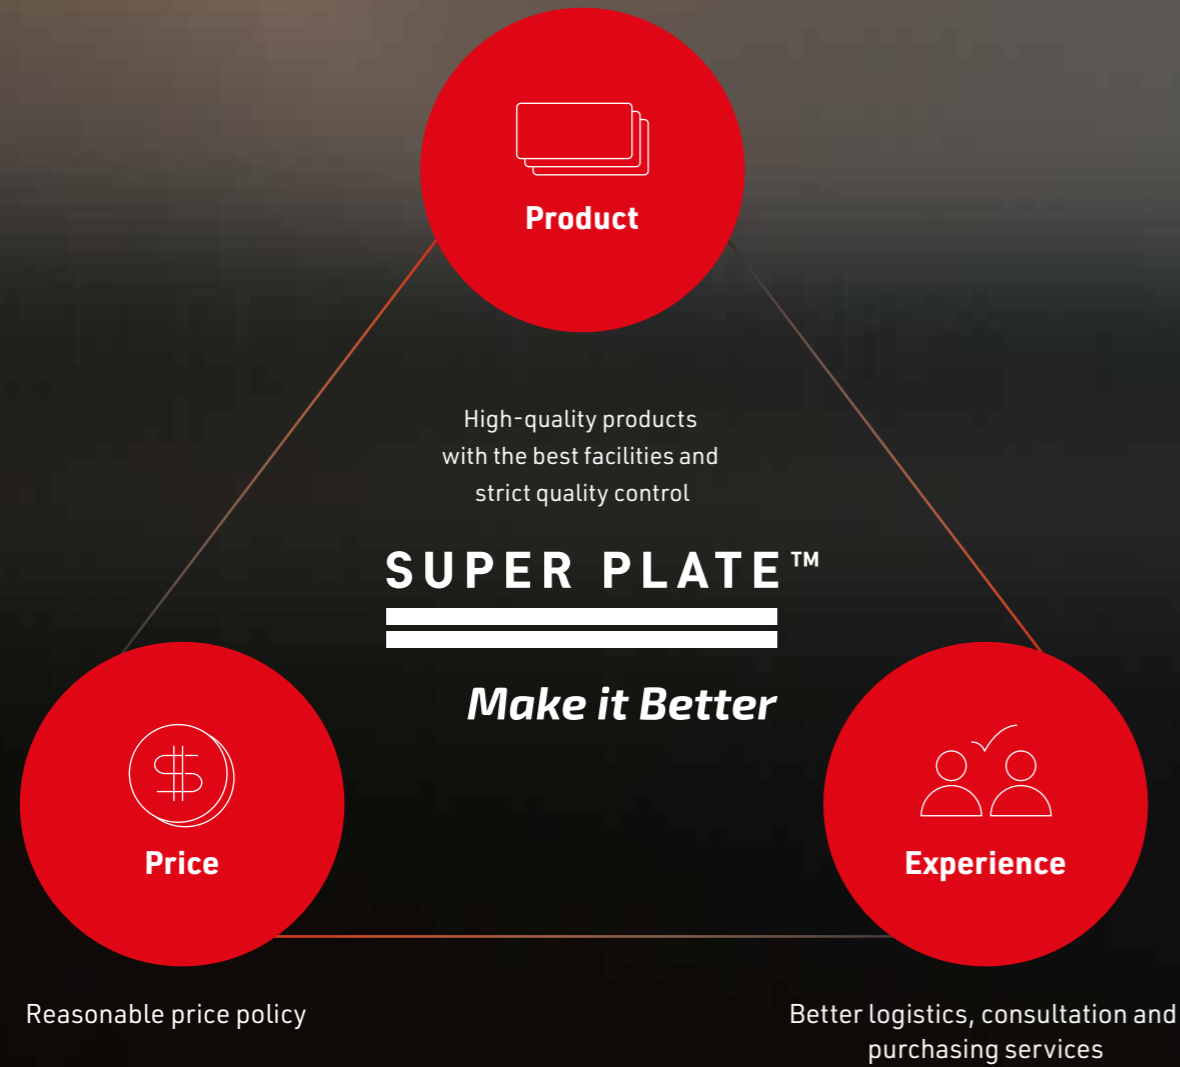 Product
High-quality products
with the best facilities and
strict quality control
SUPER PLATE™
Make it Better
Price
Experience
Reasonable price policy
Better logistics, consultation and
purchasing services